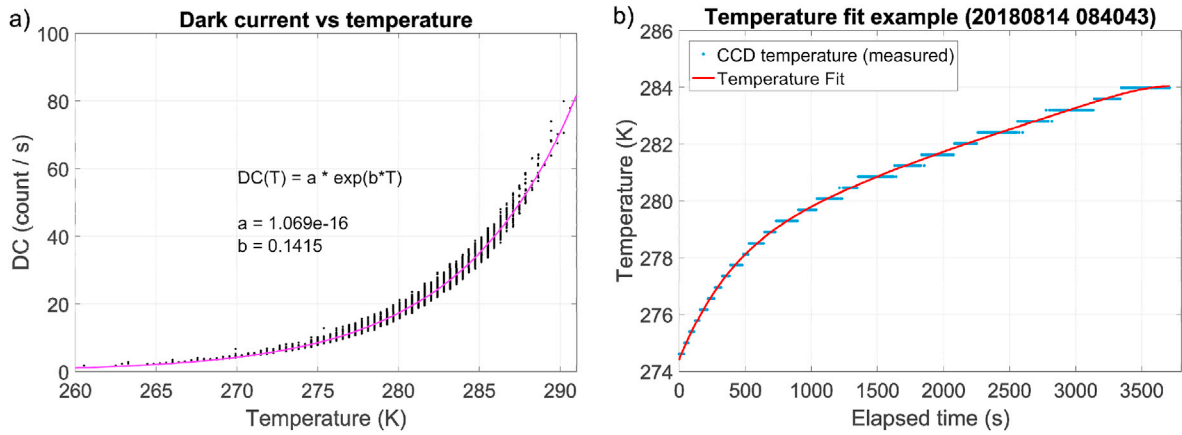 a)
Dark current vs temperature
DC (count / s)
100
80
60
40
20
0
DC(T) = a * exp(b*T)
a = 1.069e-16
b = 0.1415
260 265 270 275 280 285 290
Temperature (K)
b)
Temperature fit example (20180814 084043)
Temperature (K)
286
284
282
280
278
276
274
CCD temperature (measured)
Temperature Fit
0 500 1000 1500 2000 2500 3000 3500
Elapsed time (s)